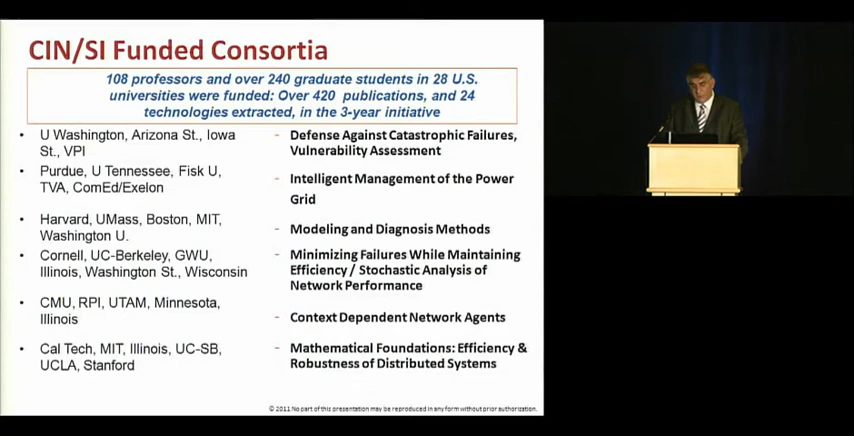 CIN/SI Funded Consortia
108 professors and over 240 graduate students in 28 U.S.
universities were funded: Over 420 publications, and 24
technologies extracted, in the 3-year initiative
• U Washington, Arizona St., Iowa
St., VPI
- Defense Against Catastrophic Failures,
Vulnerability Assessment
• Purdue, U Tennessee, Fisk U,
TVA, ComEd/Exelon
- Intelligent Management of the Power
Grid
• Harvard, UMass, Boston, MIT,
Washington U.
- Modeling and Diagnosis Methods
• Cornell, UC-Berkeley, GWU,
Illinois, Washington St., Wisconsin
- Minimizing Failures While Maintaining
Efficiency / Stochastic Analysis of
Network Performance
• CMU, RPI, UTAM, Minnesota,
Illinois
- Context Dependent Network Agents
• Cal Tech, MIT, Illinois, UC-SB,
UCLA, Stanford
- Mathematical Foundations: Efficiency &
Robustness of Distributed Systems
© 2011 No part of this presentation may be reproduced in any form without prior authorization.